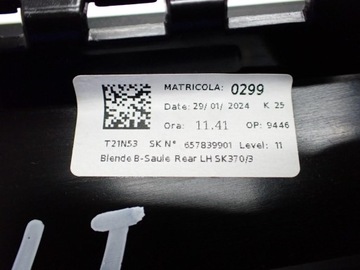 MATRICOLA: 0299
Date: 29/ 01/ 2024 K 25
Ora: 11.41 OP: 9446
T21N53 SK N° 657839901 Level: 11
Blende B-Saule Rear LH SK370/3